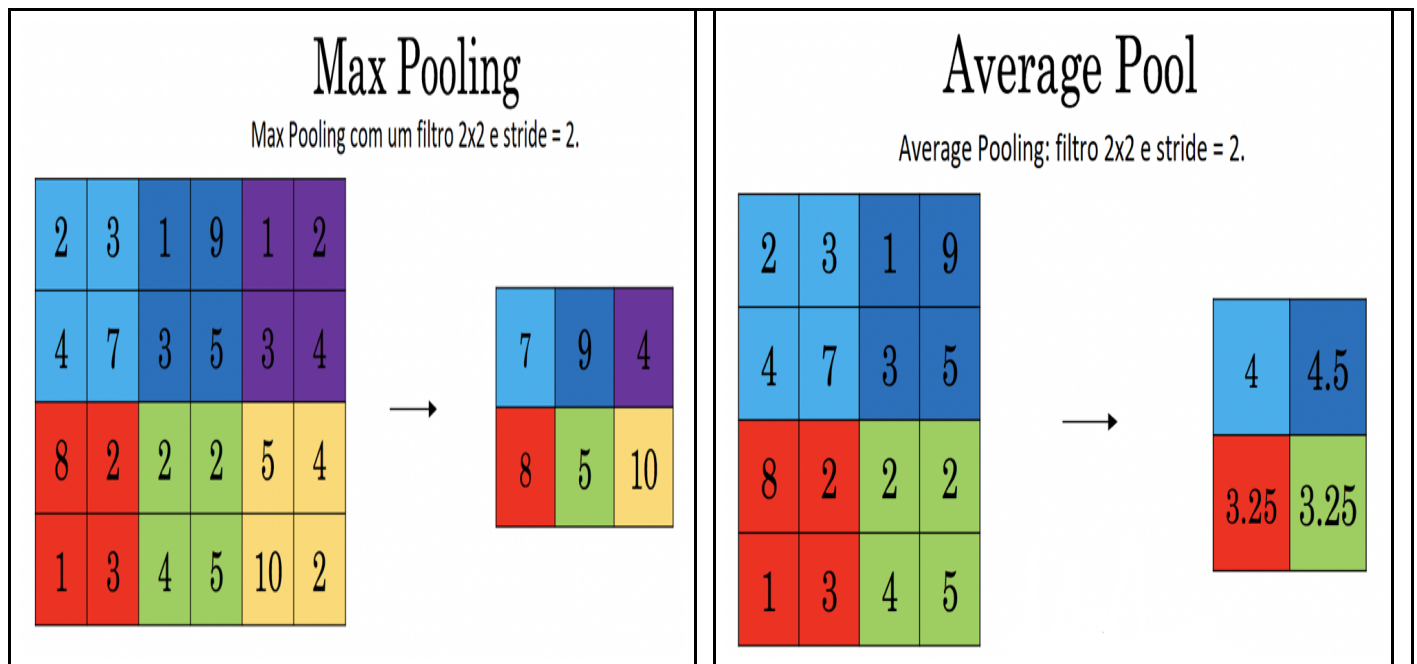 Max Pooling
Max Pooling com um filtro 2x2 e stride = 2.
2 3 1 9 1 2
4 7 3 5 3 4
8 2 2 2 5 4
1 3 4 5 10 2
7 9 4
8 5 10
Average Pool
Average Pooling: filtro 2x2 e stride = 2.
2 3 1 9
4 7 3 5
8 2 2 2
1 3 4 5
4 4.5
3.25 3.25